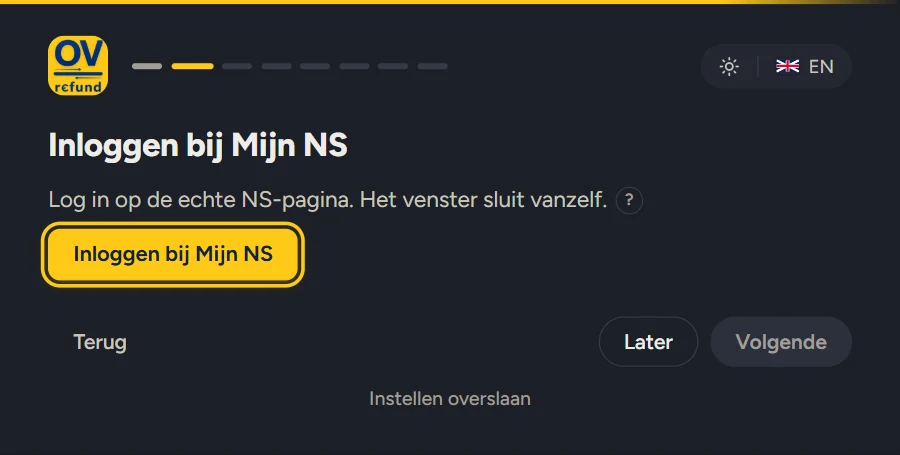 OV
refund
EN
Inloggen bij Mijn NS
Log in op de echte NS-pagina. Het venster sluit vanzelf. ?
Inloggen bij Mijn NS
Terug
Later
Volgende
Instellen overslaan